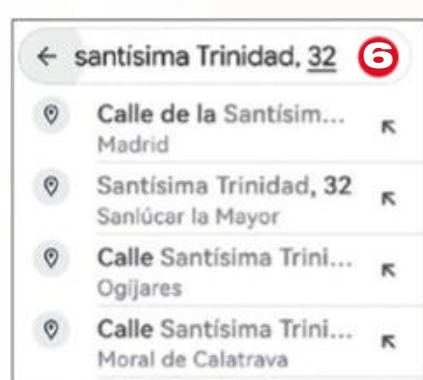 ← santísima Trinidad, 32 6
Calle de la Santísim...
Madrid
Santísima Trinidad, 32
Sanlúcar la Mayor
Calle Santísima Trini...
Ogíjares
Calle Santísima Trini...
Moral de Calatrava